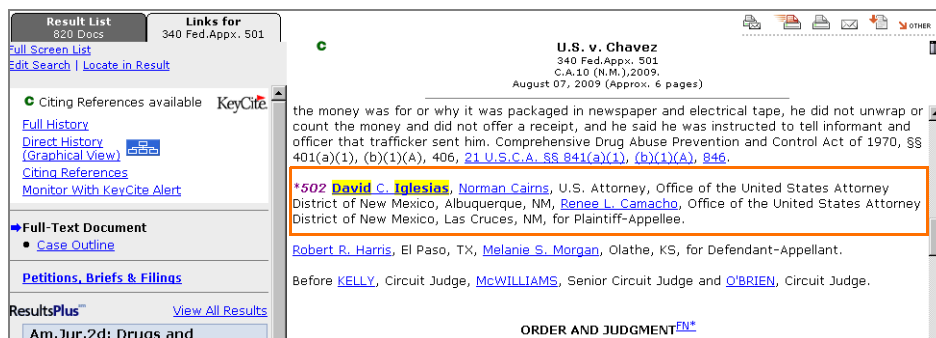 Result List
820 Docs
Links for
340 Fed.Appx. 501
Full Screen List
Edit Search | Locate in Result
C Citing References available KeyCite
Full History
Direct History
(Graphical View)
Citing References
Monitor With KeyCite Alert
Full-Text Document
Case Outline
Petitions, Briefs & Filings
ResultsPlus™ View All Results
Am.Jur.2d: Drugs and
OTHER
C
U.S. v. Chavez
340 Fed.Appx. 501
C.A.10 (N.M.),2009.
August 07, 2009 (Approx. 6 pages)
the money was for or why it was packaged in newspaper and electrical tape, he did not unwrap or
count the money and did not offer a receipt, and he said he was instructed to tell informant and
officer that trafficker sent him. Comprehensive Drug Abuse Prevention and Control Act of 1970, §§
401(a)(1), (b)(1)(A), 406, 21 U.S.C.A. §§ 841(a)(1), (b)(1)(A), 846.
*502 David C. Iglesias, Norman Cairns, U.S. Attorney, Office of the United States Attorney
District of New Mexico, Albuquerque, NM, Renee L. Camacho, Office of the United States Attorney
District of New Mexico, Las Cruces, NM, for Plaintiff-Appellee.
Robert R. Harris, El Paso, TX, Melanie S. Morgan, Olathe, KS, for Defendant-Appellant.
Before KELLY, Circuit Judge, McWILLIAMS, Senior Circuit Judge and O'BRIEN, Circuit Judge.
ORDER AND JUDGMENT FN*